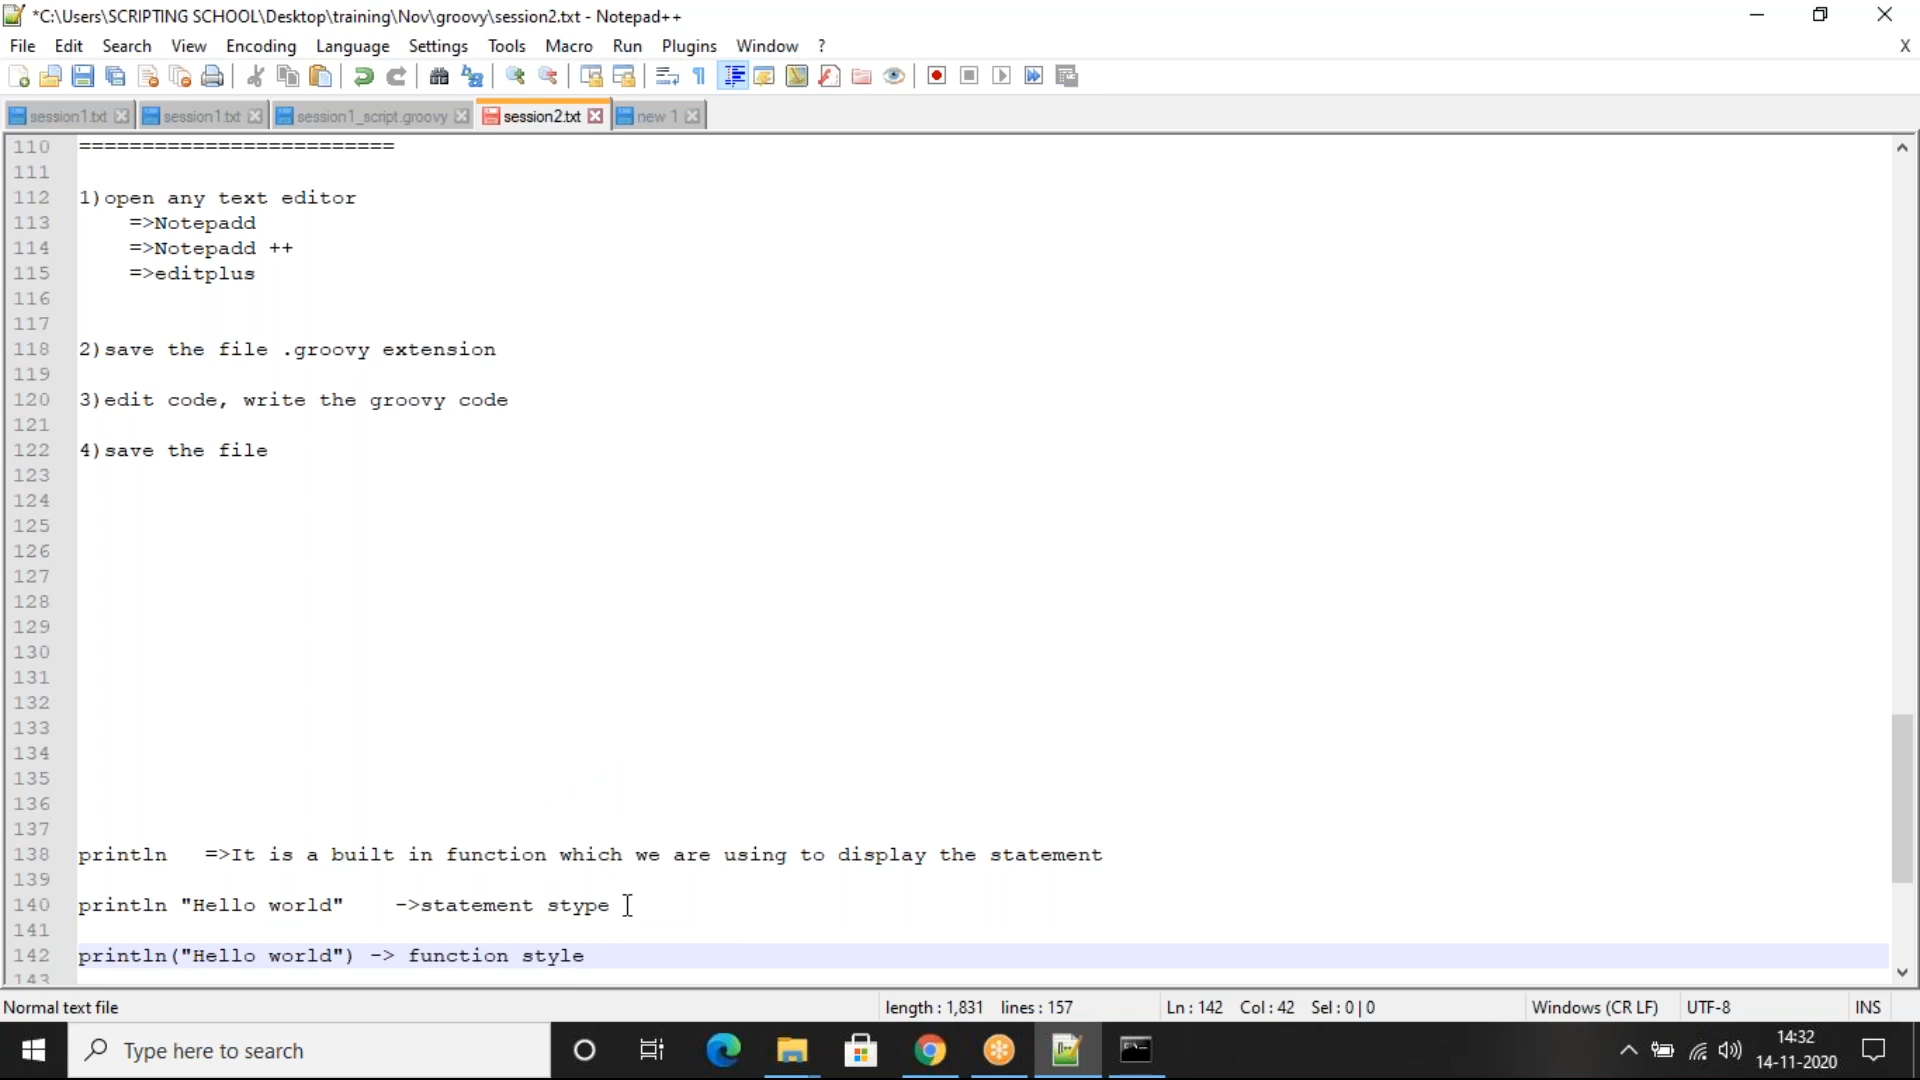 *C:\Users\SCRIPTING SCHOOL\Desktop\training\Nov\groovy\session2.txt - Notepad++
File Edit Search View Encoding Language Settings Tools Macro Run Plugins Window ? X
session1.txt session1.txt session1_script.groovy session2.txt new 1
110 =========================
111
112 1)open any text editor
113 =>Notepadd
114 =>Notepadd ++
115 =>editplus
116
117
118 2)save the file .groovy extension
119
120 3)edit code, write the groovy code
121
122 4)save the file
123
124
125
126
127
128
129
130
131
132
133
134
135
136
137
138 println =>It is a built in function which we are using to display the statement
139
140 println "Hello world" ->statement stype
141
142 println("Hello world") -> function style
143
Normal text file length : 1,831 lines : 157 Ln : 142 Col : 42 Sel : 0 | 0 Windows (CR LF) UTF-8 INS
Type here to search
14:32
14-11-2020